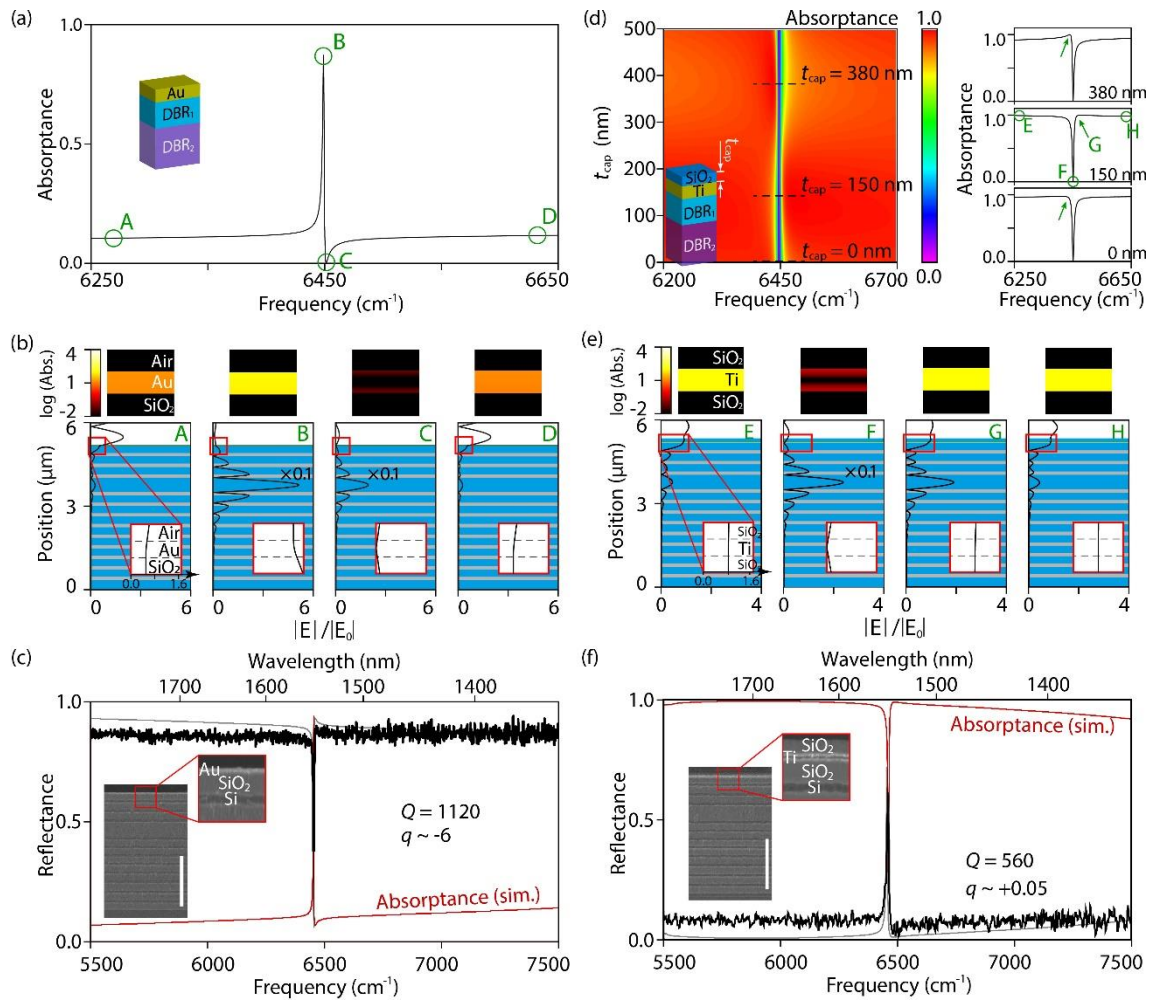 (a)
1.0
B
Au
DBR₁
DBR₂
Absorptance
0.5
A
D
C
0.0
6250
6450
6650
Frequency (cm⁻¹)
(b)
4
1
-2
log (Abs.)
Air
Au
SiO₂
6
A
B
C
D
×0.1
×0.1
Position (μm)
3
0
Air
Au
SiO₂
0.0
1.6
0
6
0
6
0
6
0
6
|E| /|E₀|
(c)
Wavelength (nm)
1700
1600
1500
1400
1.0
Reflectance
0.5
0.0
Au
SiO₂
Si
Q = 1120
q ~ -6
Absorptance (sim.)
5500
6000
6500
7000
7500
Frequency (cm⁻¹)
(d)
Absorptance
500
400
300
200
100
0
t_cap (nm)
t_cap = 380 nm
t_cap = 150 nm
t_cap = 0 nm
t_cap
SiO₂
Ti
DBR₁
DBR₂
6200
6450
6700
Frequency (cm⁻¹)
1.0
0.0
Absorptance
1.0
0.0
380 nm
1.0
E
G
H
F
0.0
150 nm
1.0
0.0
0 nm
6250
6650
Frequency (cm⁻¹)
(e)
4
1
-2
log (Abs.)
SiO₂
Ti
SiO₂
6
E
F
G
H
×0.1
Position (μm)
3
0
SiO₂
Ti
SiO₂
0.0
1.6
0
4
0
4
0
4
0
4
|E| /|E₀|
(f)
Wavelength (nm)
1700
1600
1500
1400
1.0
Absorptance (sim.)
Reflectance
0.5
0.0
SiO₂
Ti
SiO₂
Si
Q = 560
q ~ +0.05
5500
6000
6500
7000
7500
Frequency (cm⁻¹)